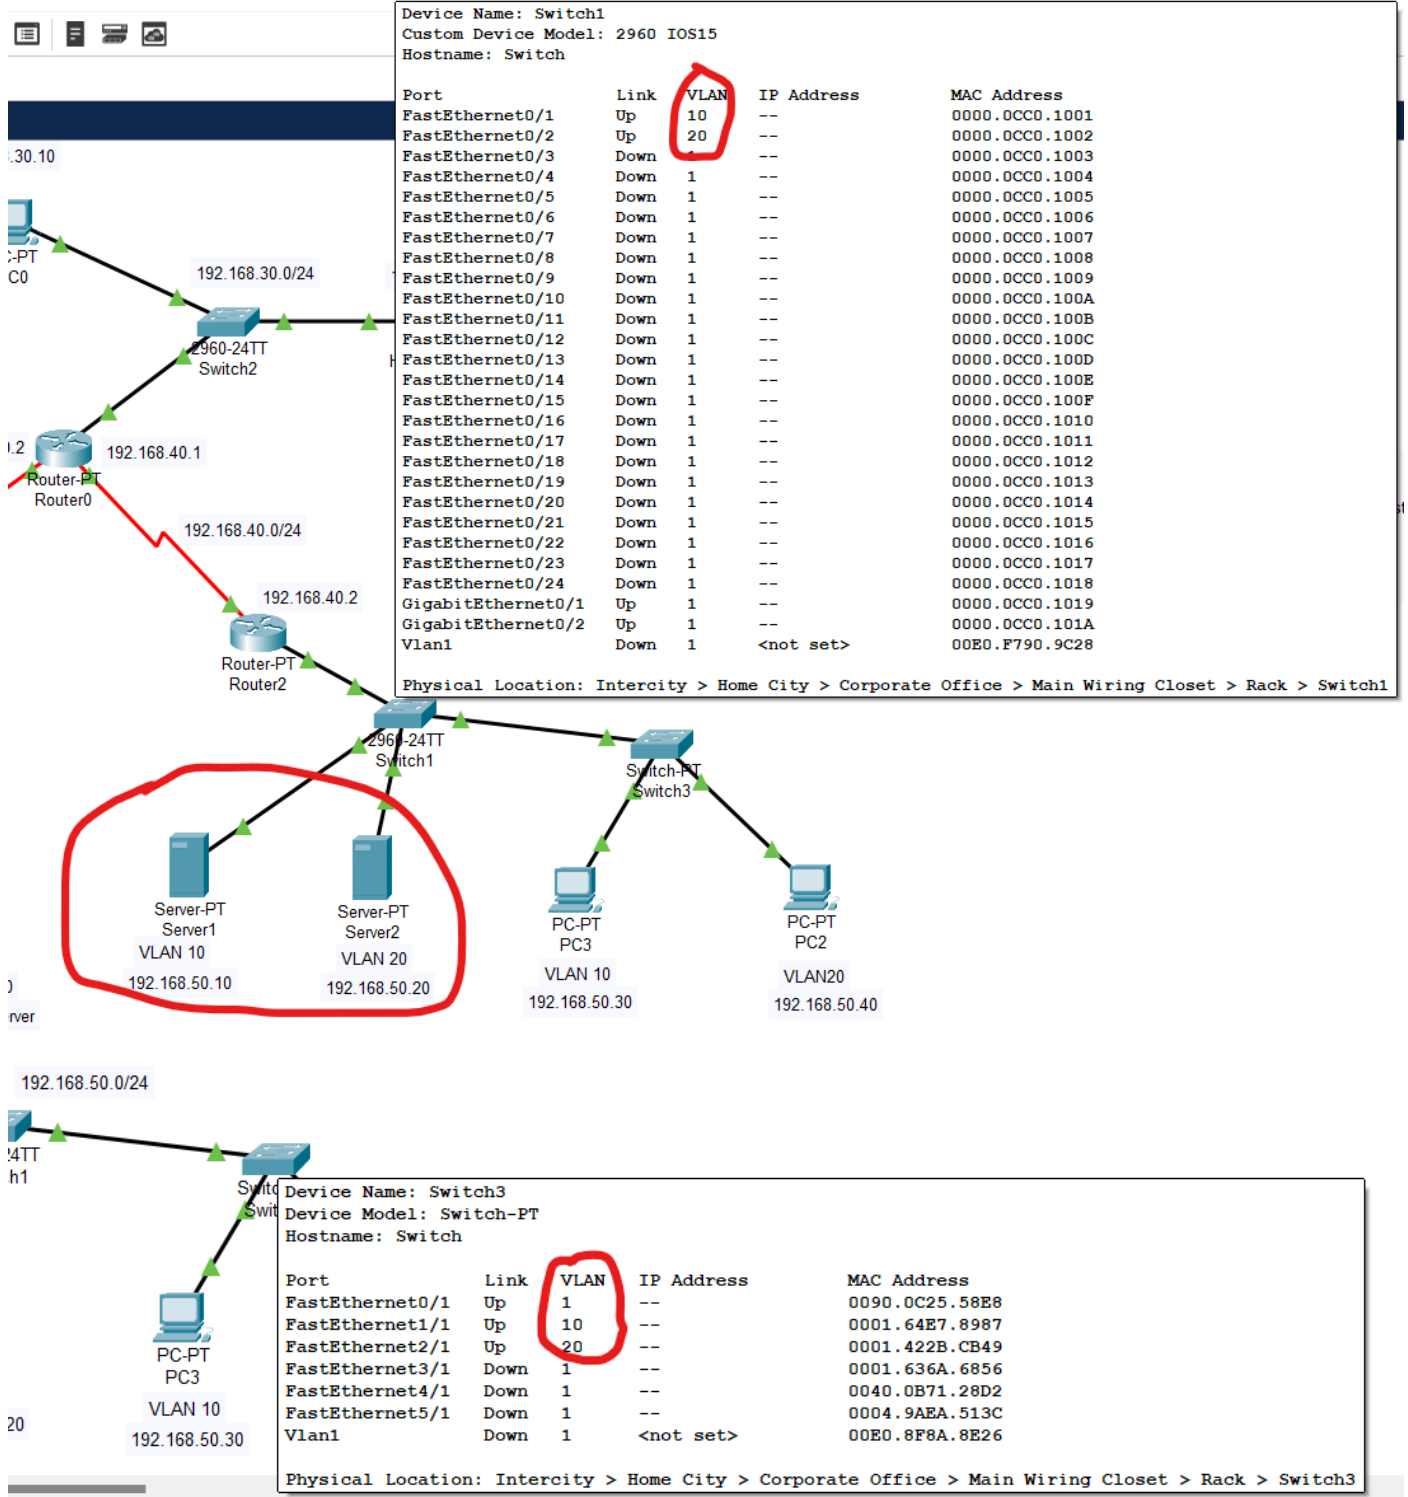 Device Name: Switch1
Custom Device Model: 2960 IOS15
Hostname: Switch
Port Link VLAN IP Address MAC Address
FastEthernet0/1 Up 10 -- 0000.0CC0.1001
FastEthernet0/2 Up 20 -- 0000.0CC0.1002
FastEthernet0/3 Down 1 -- 0000.0CC0.1003
FastEthernet0/4 Down 1 -- 0000.0CC0.1004
FastEthernet0/5 Down 1 -- 0000.0CC0.1005
FastEthernet0/6 Down 1 -- 0000.0CC0.1006
FastEthernet0/7 Down 1 -- 0000.0CC0.1007
FastEthernet0/8 Down 1 -- 0000.0CC0.1008
FastEthernet0/9 Down 1 -- 0000.0CC0.1009
FastEthernet0/10 Down 1 -- 0000.0CC0.100A
FastEthernet0/11 Down 1 -- 0000.0CC0.100B
FastEthernet0/12 Down 1 -- 0000.0CC0.100C
FastEthernet0/13 Down 1 -- 0000.0CC0.100D
FastEthernet0/14 Down 1 -- 0000.0CC0.100E
FastEthernet0/15 Down 1 -- 0000.0CC0.100F
FastEthernet0/16 Down 1 -- 0000.0CC0.1010
FastEthernet0/17 Down 1 -- 0000.0CC0.1011
FastEthernet0/18 Down 1 -- 0000.0CC0.1012
FastEthernet0/19 Down 1 -- 0000.0CC0.1013
FastEthernet0/20 Down 1 -- 0000.0CC0.1014
FastEthernet0/21 Down 1 -- 0000.0CC0.1015
FastEthernet0/22 Down 1 -- 0000.0CC0.1016
FastEthernet0/23 Down 1 -- 0000.0CC0.1017
FastEthernet0/24 Down 1 -- 0000.0CC0.1018
GigabitEthernet0/1 Up 1 -- 0000.0CC0.1019
GigabitEthernet0/2 Up 1 -- 0000.0CC0.101A
Vlan1 Down 1 <not set> 00E0.F790.9C28
Physical Location: Intercity > Home City > Corporate Office > Main Wiring Closet > Rack > Switch1
.30.10
C-PT
C0
192.168.30.0/24
2960-24TT
Switch2
.2
192.168.40.1
Router-PT
Router0
192.168.40.0/24
192.168.40.2
Router-PT
Router2
2960-24TT
Switch1
Switch-PT
Switch3
Server-PT
Server1
VLAN 10
192.168.50.10
Server-PT
Server2
VLAN 20
192.168.50.20
PC-PT
PC3
VLAN 10
192.168.50.30
PC-PT
PC2
VLAN20
192.168.50.40
rver
192.168.50.0/24
24TT
h1
Switc
Swit
PC-PT
PC3
VLAN 10
192.168.50.30
20
Device Name: Switch3
Device Model: Switch-PT
Hostname: Switch
Port Link VLAN IP Address MAC Address
FastEthernet0/1 Up 1 -- 0090.0C25.58E8
FastEthernet1/1 Up 10 -- 0001.64E7.8987
FastEthernet2/1 Up 20 -- 0001.422B.CB49
FastEthernet3/1 Down 1 -- 0001.636A.6856
FastEthernet4/1 Down 1 -- 0040.0B71.28D2
FastEthernet5/1 Down 1 -- 0004.9AEA.513C
Vlan1 Down 1 <not set> 00E0.8F8A.8E26
Physical Location: Intercity > Home City > Corporate Office > Main Wiring Closet > Rack > Switch3